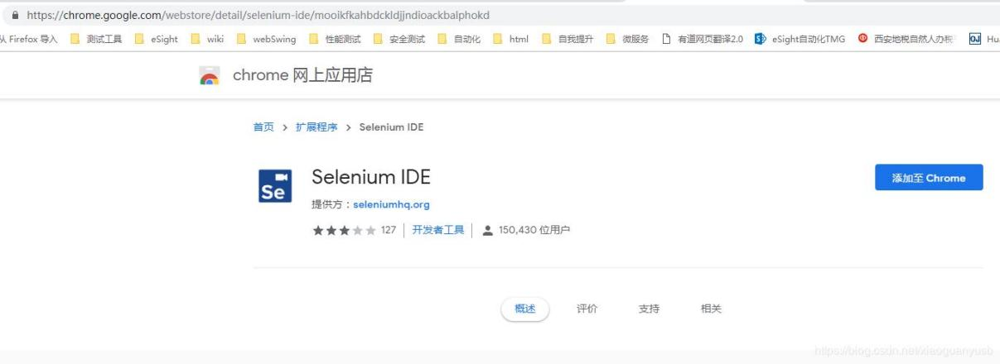 https://chrome.google.com/webstore/detail/selenium-ide/mooikfkahbdckldjjndioackbalphokd
从 Firefox 导入 测试工具 eSight wiki webSwing 性能测试 安全测试 自动化 html 自我提升 微服务 有道网页翻译2.0 eSight自动化TMG 西安地税自然人办税 Hu
chrome 网上应用店
首页 > 扩展程序 > Selenium IDE
Se
Selenium IDE
添加至 Chrome
提供方：seleniumhq.org
127 开发者工具 150,430 位用户
概述 评价 支持 相关
https://blog.csdn.net/xiaoguanyusb